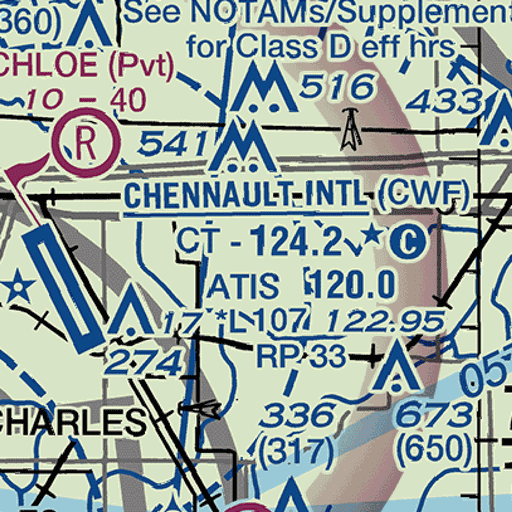 360)
See NOTAMs/Supplement
for Class D eff hrs
CHLOE (Pvt)
10 - 40
516
433
R
541
CHENNAULT INTL (CWF)
CT - 124.2 ★ C
ATIS 120.0
17 *L 107 122.95
274
RP 33
05
CHARLES
336
(317)
673
(650)